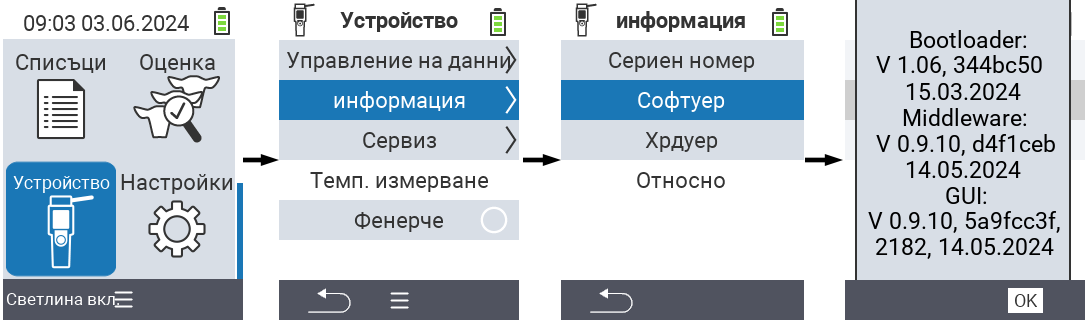 09:03 03.06.2024
Списъци
Оценка
Устройство
Настройки
Светлина вкл.
Устройство
Управление на данни
информация
Сервиз
Темп. измерване
Фенерче
информация
Сериен номер
Софтуер
Хрдуер
Относно
Bootloader:
V 1.06, 344bc50
15.03.2024
Middleware:
V 0.9.10, d4f1ceb
14.05.2024
GUI:
V 0.9.10, 5a9fcc3f,
2182, 14.05.2024
OK